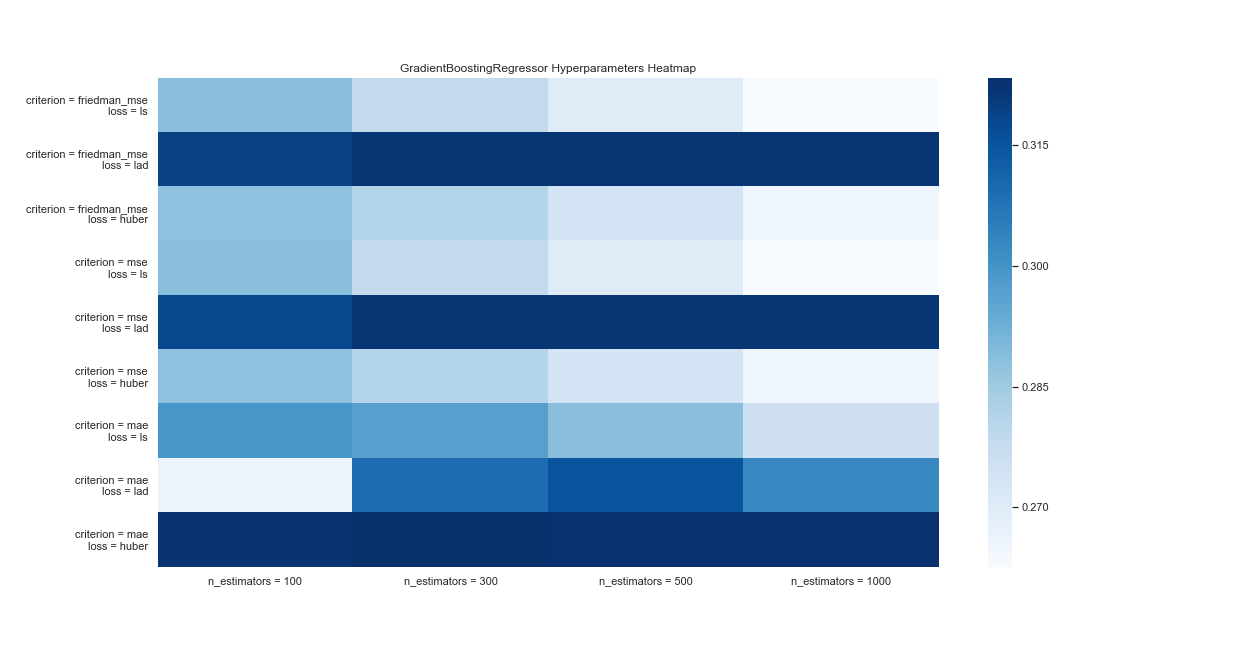 GradientBoostingRegressor Hyperparameters Heatmap
criterion = friedman_mse
loss = ls
criterion = friedman_mse
loss = lad
criterion = friedman_mse
loss = huber
criterion = mse
loss = ls
criterion = mse
loss = lad
criterion = mse
loss = huber
criterion = mae
loss = ls
criterion = mae
loss = lad
criterion = mae
loss = huber
n_estimators = 100
n_estimators = 300
n_estimators = 500
n_estimators = 1000
0.315
0.300
0.285
0.270